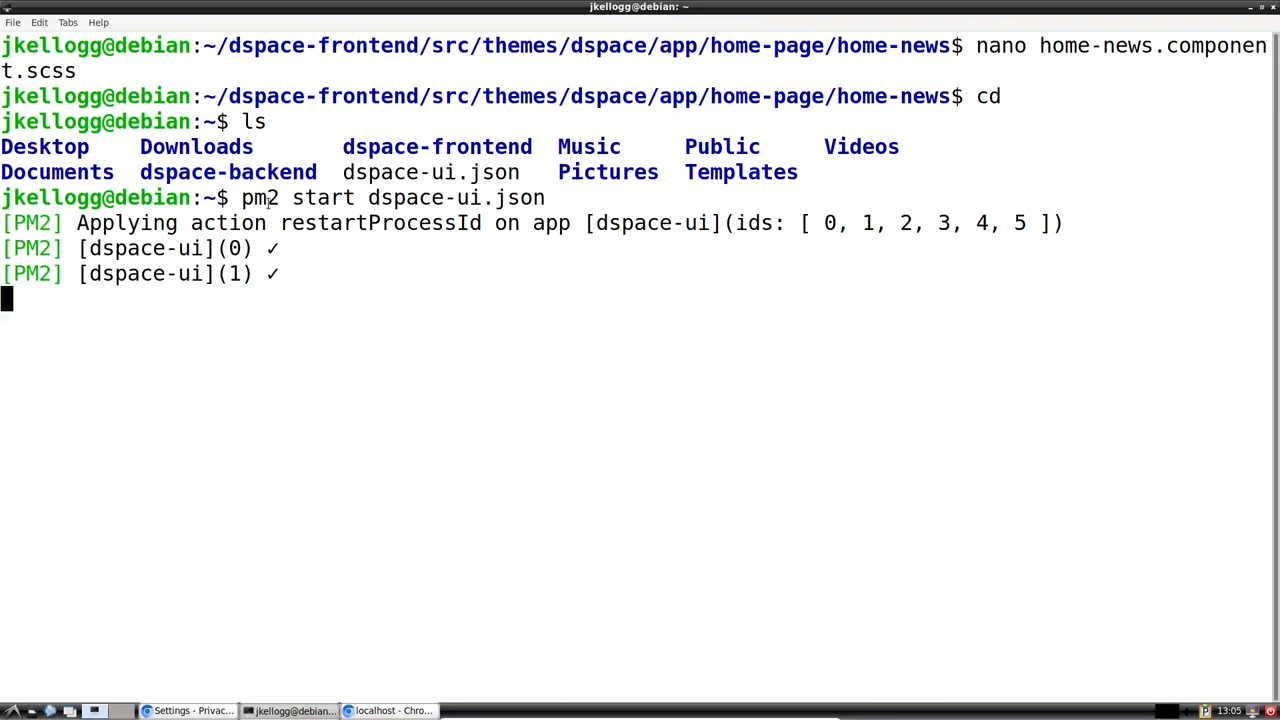 jkellogg@debian: ~
File Edit Tabs Help
jkellogg@debian:~/dspace-frontend/src/themes/dspace/app/home-page/home-news$ nano home-news.componen
t.scss
jkellogg@debian:~/dspace-frontend/src/themes/dspace/app/home-page/home-news$ cd
jkellogg@debian:~$ ls
Desktop Downloads dspace-frontend Music Public Videos
Documents dspace-backend dspace-ui.json Pictures Templates
jkellogg@debian:~$ pm2 start dspace-ui.json
[PM2] Applying action restartProcessId on app [dspace-ui](ids: [ 0, 1, 2, 3, 4, 5 ])
[PM2] [dspace-ui](0) ✓
[PM2] [dspace-ui](1) ✓
Settings - Privac... jkellogg@debian... localhost - Chro... 13:05